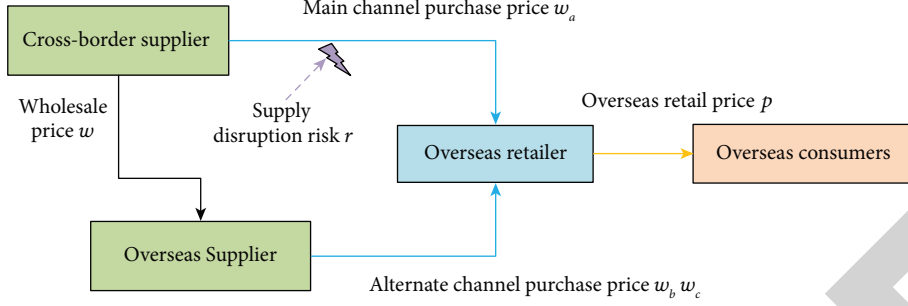 Main channel purchase price w_a
Cross-border supplier
Wholesale
price w
Supply
disruption risk r
Overseas retail price p
Overseas retailer
Overseas consumers
Overseas Supplier
Alternate channel purchase price w_b w_c